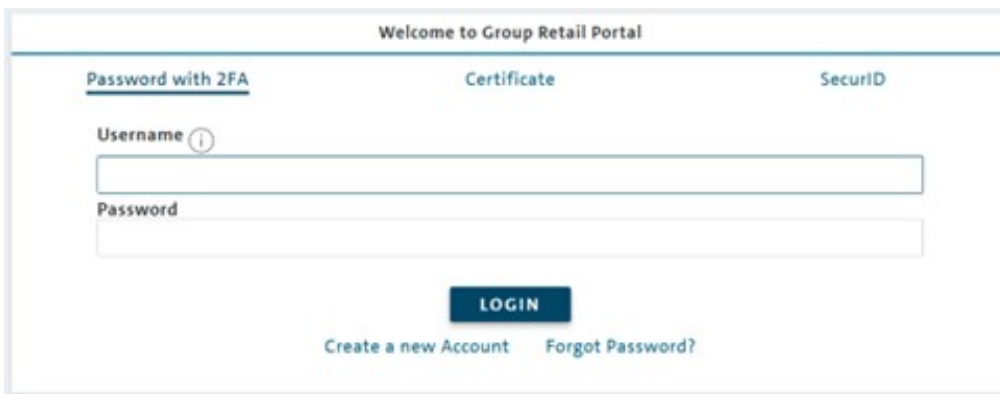 Welcome to Group Retail Portal
Password with 2FA Certificate SecurID
Username i
Password
LOGIN
Create a new Account Forgot Password?